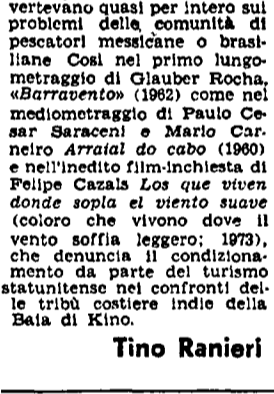 vertevano quasi per intero sui
problemi delle comunità di
pescatori messicane o brasi-
liane Così nel primo lungo-
metraggio di Glauber Rocha,
«Barravento» (1962) come nel
mediometraggio di Paulo Ce-
sar Saraceni e Mario Car-
neiro Arraial do cabo (1960)
e nell'inedito film-inchiesta di
Felipe Cazals Los que viven
donde sopla el viento suave
(coloro che vivono dove il
vento soffia leggero; 1973),
che denuncia il condiziona-
mento da parte del turismo
statunitense nei confronti del-
le tribù costiere indie della
Baia di Kino.
Tino Ranieri